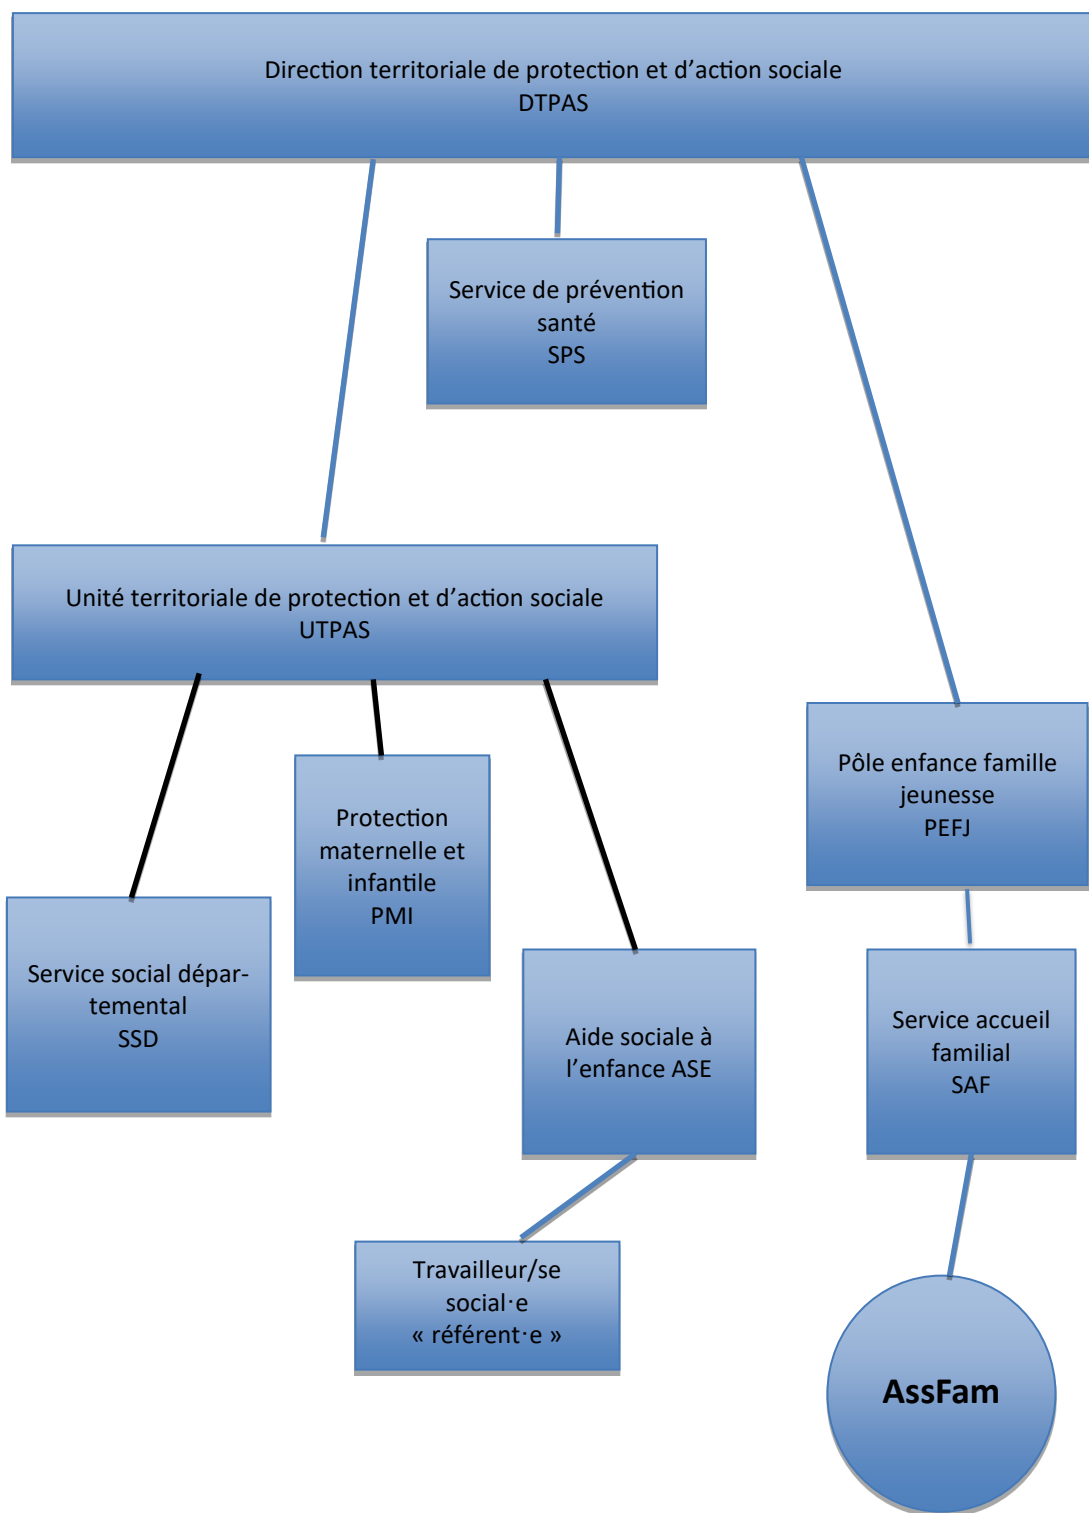 Direction territoriale de protection et d’action sociale
DTPAS
Service de prévention
santé
SPS
Unité territoriale de protection et d’action sociale
UTPAS
Pôle enfance famille
jeunesse
PEFJ
Protection
maternelle et
infantile
PMI
Service social dépar-
temental
SSD
Aide sociale à
l’enfance ASE
Service accueil
familial
SAF
Travailleur/se
social·e
« référent·e »
AssFam